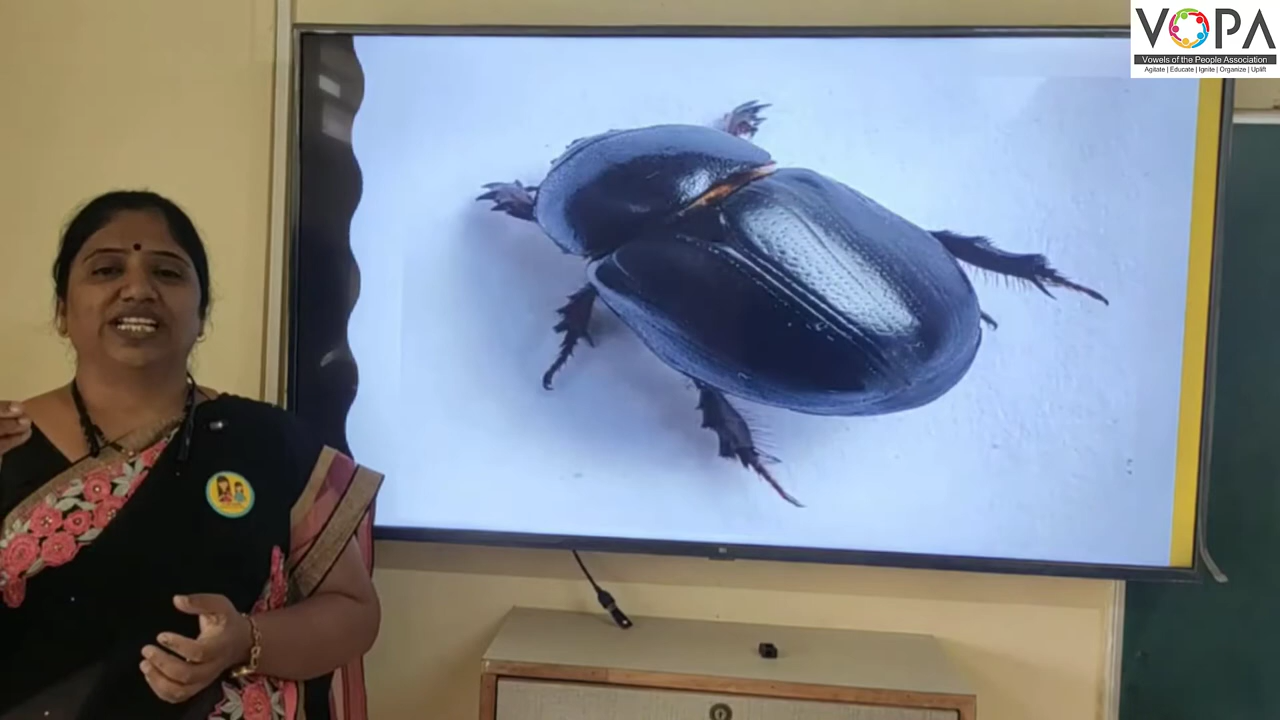 VOPA
Vowels of the People Association
Agitate | Educate | Ignite | Organize | Uplift